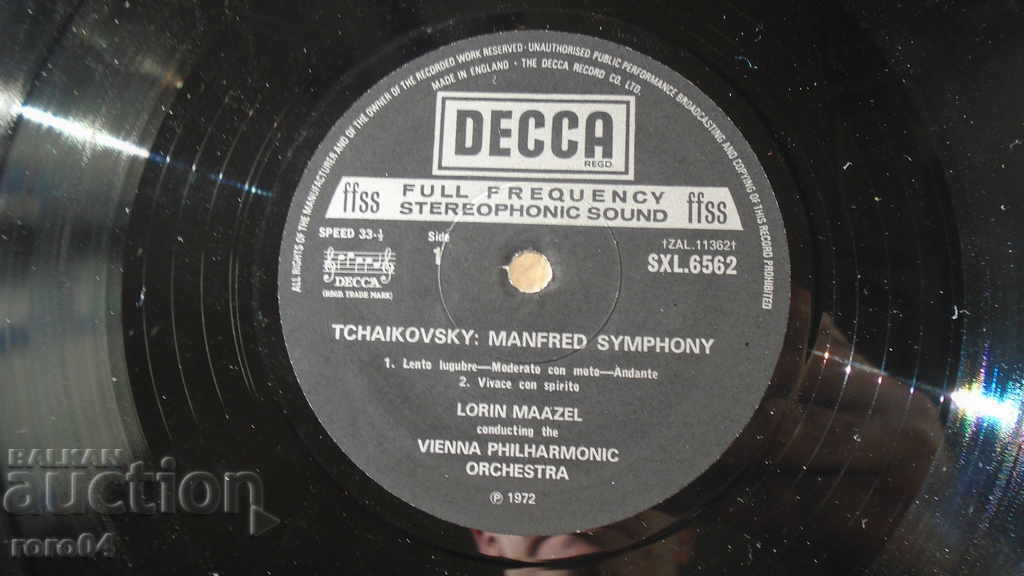 ALL RIGHTS OF THE MANUFACTURER AND OF THE OWNER OF THE RECORDED WORK RESERVED · UNAUTHORISED PUBLIC PERFORMANCE BROADCASTING AND COPYING OF THIS RECORD PROHIBITED
MADE IN ENGLAND · THE DECCA RECORD CO. LTD.
DECCA
REGD.
ffss FULL FREQUENCY STEREOPHONIC SOUND ffss
SPEED 33-⅓
Side 1
†ZAL.11362†
SXL.6562
DECCA
(REGD TRADE MARK)
TCHAIKOVSKY: MANFRED SYMPHONY
1. Lento lugubre—Moderato con moto—Andante
2. Vivace con spirito
LORIN MAAZEL
conducting the
VIENNA PHILHARMONIC
ORCHESTRA
℗ 1972
BALKAN
auction
roro04